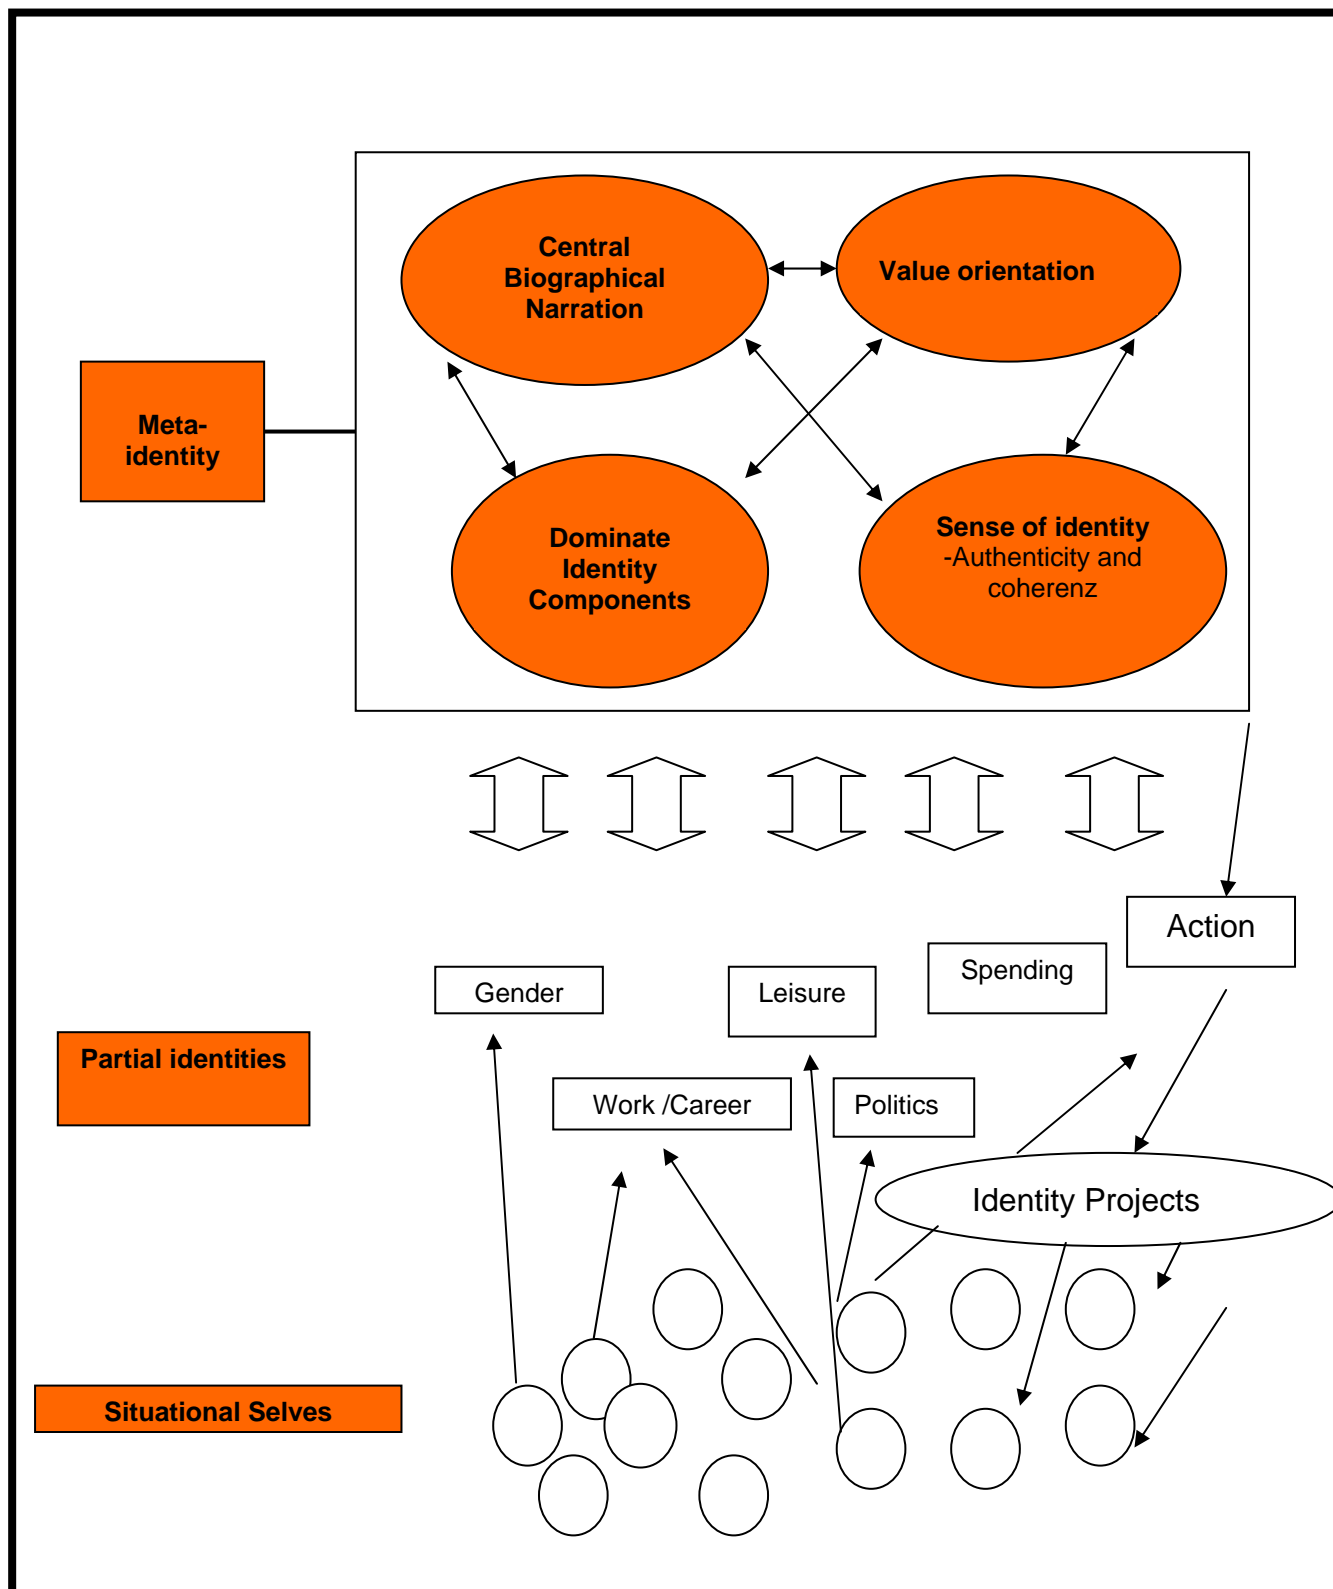 Central
Biographical
Narration
Value orientation
Meta-
identity
Dominate
Identity
Components
Sense of identity
-Authenticity and
coherenz
Action
Spending
Gender
Leisure
Partial identities
Work /Career
Politics
Identity Projects
Situational Selves